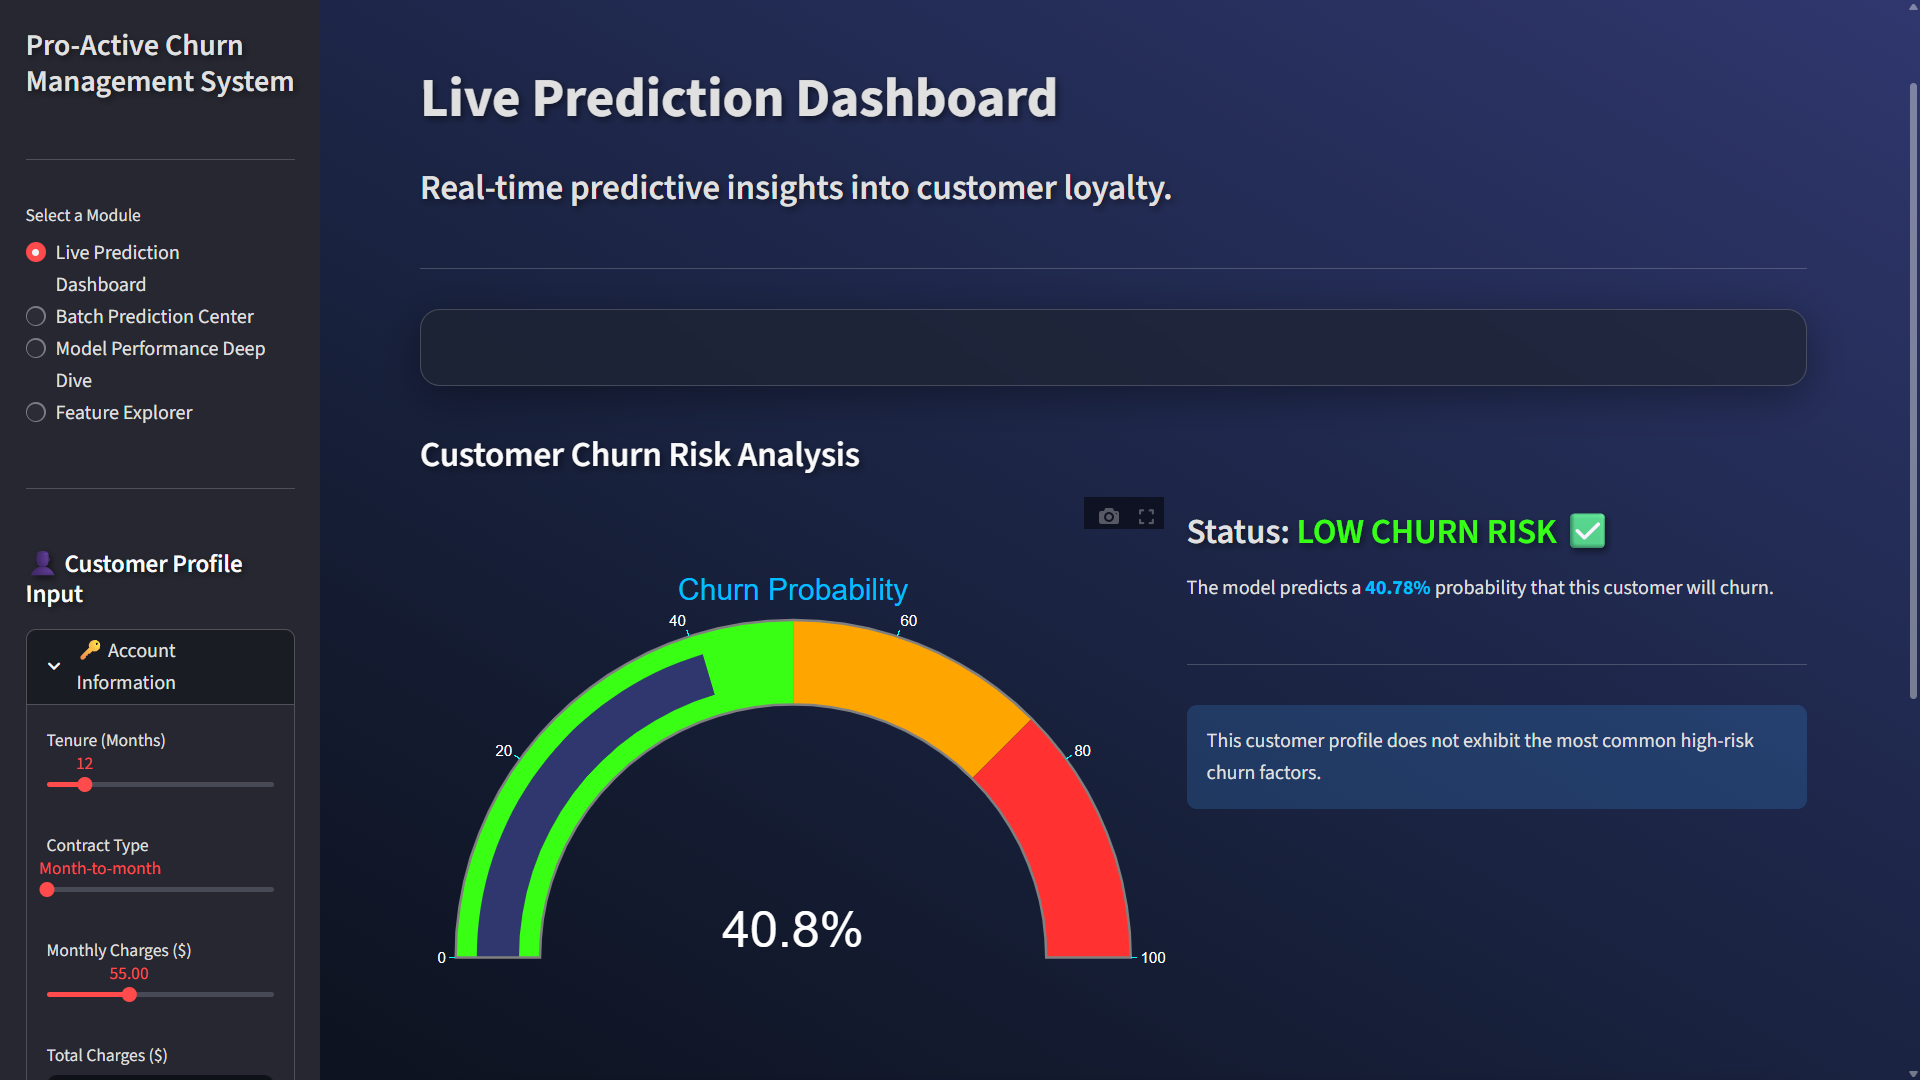 Pro-Active Churn
Management System
Select a Module
Live Prediction
Dashboard
Batch Prediction Center
Model Performance Deep
Dive
Feature Explorer
👤 Customer Profile
Input
🔑 Account
Information
Tenure (Months)
12
Contract Type
Month-to-month
Monthly Charges ($)
55.00
Total Charges ($)
Live Prediction Dashboard
Real-time predictive insights into customer loyalty.
Customer Churn Risk Analysis
Churn Probability
0
20
40
60
80
100
40.8%
Status: LOW CHURN RISK ✅
The model predicts a 40.78% probability that this customer will churn.
This customer profile does not exhibit the most common high-risk
churn factors.